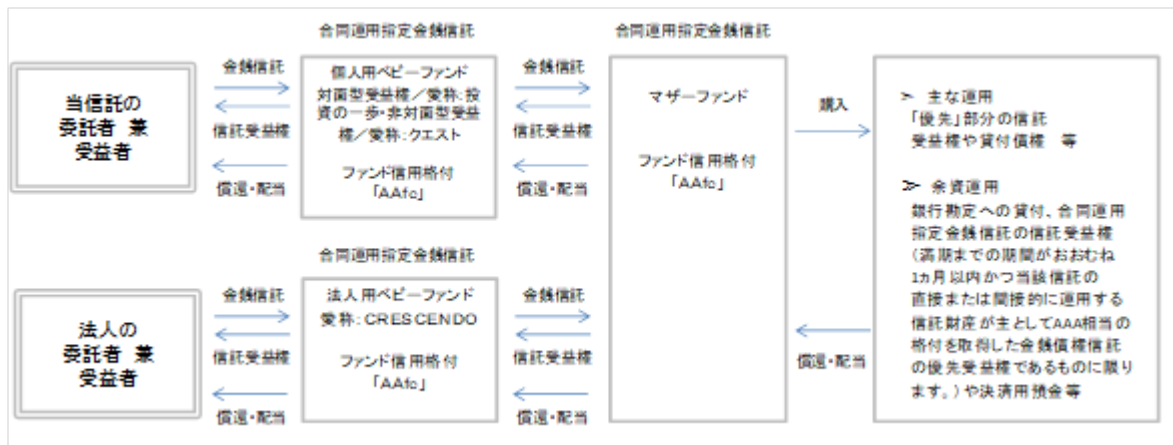 合同運用指定金銭信託
合同運用指定金銭信託
当信託の
委託者 兼
受益者
金銭信託
信託受益権
償還・配当
個人用ベビーファンド
対面型受益権／愛称:投
資の一歩・非対面型受益
権／愛称:クエスト
ファンド信用格付
「AAfc」
金銭信託
信託受益権
償還・配当
マザーファンド
ファンド信用格付
「AAfc」
購入
償還・配当
➢ 主な運用
「優先」部分の信託
受益権や貸付債権 等
➢ 余資運用
銀行勘定への貸付、合同運用
指定金銭信託の信託受益権
(満期までの期間がおおむね
1ヵ月以内かつ当該信託の
直接または間接的に運用する
信託財産が主としてAAA相当の
格付を取得した金銭債権信託
の優先受益権であるものに限り
ます。)や決済用預金等
合同運用指定金銭信託
法人の
委託者 兼
受益者
金銭信託
信託受益権
償還・配当
法人用ベビーファンド
愛称:CRESCENDO
ファンド信用格付
「AAfc」
金銭信託
信託受益権
償還・配当